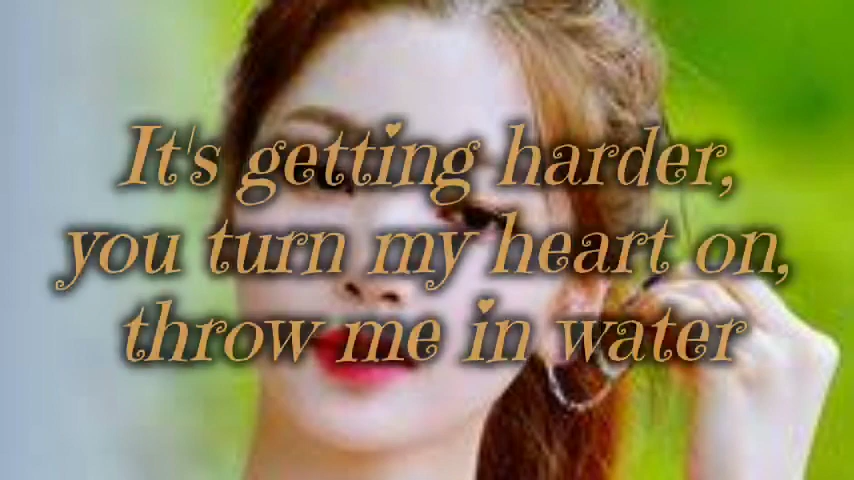 It's getting harder,
you turn my heart on,
throw me in water